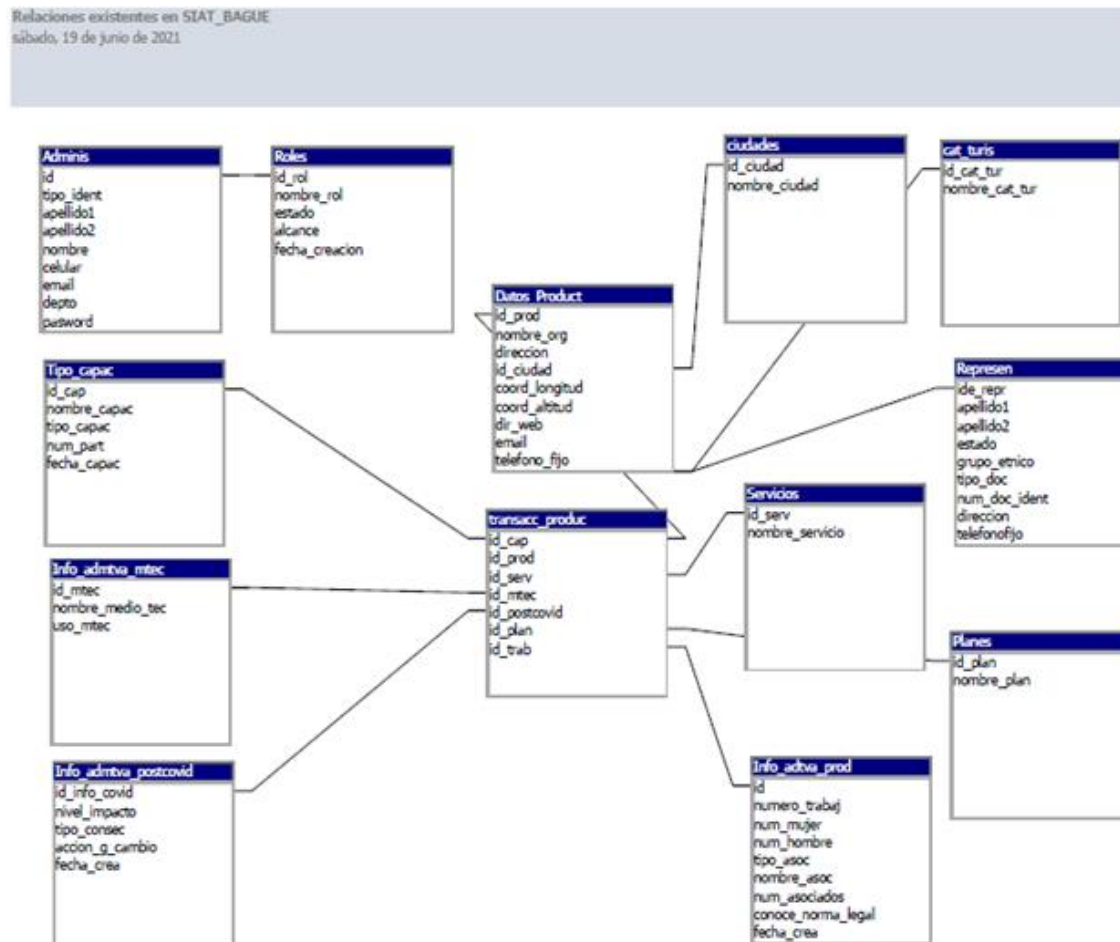 Relaciones existentes en SIAT_BAGUE
sábado, 19 de junio de 2021
Adminis
id
tipo_ident
apellido1
apellido2
nombre
celular
email
depto
pasword
Roles
id_rol
nombre_rol
estado
alcance
fecha_creacion
ciudades
id_ciudad
nombre_ciudad
cat_turis
id_cat_tur
nombre_cat_tur
Datos_Product
id_prod
nombre_org
direccion
id_ciudad
coord_longitud
coord_altitud
dir_web
email
telefono_fijo
Tipo_capac
id_cap
nombre_capac
tipo_capac
num_part
fecha_capac
Represen
ide_repr
apellido1
apellido2
estado
grupo_etnico
tipo_doc
num_doc_ident
direccion
telefonofijo
transacc_produc
id_cap
id_prod
id_serv
id_mtec
id_postcovid
id_plan
id_trab
Servicios
id_serv
nombre_servicio
Info_admtva_mtec
id_mtec
nombre_medio_tec
uso_mtec
Planes
id_plan
nombre_plan
Info_admtva_postcovid
id_info_covid
nivel_impacto
tipo_consec
accion_g_cambio
fecha_crea
Info_adtva_prod
id
numero_trabaj
num_mujer
num_hombre
tipo_asoc
nombre_asoc
num_asociados
conoce_norma_legal
fecha_crea